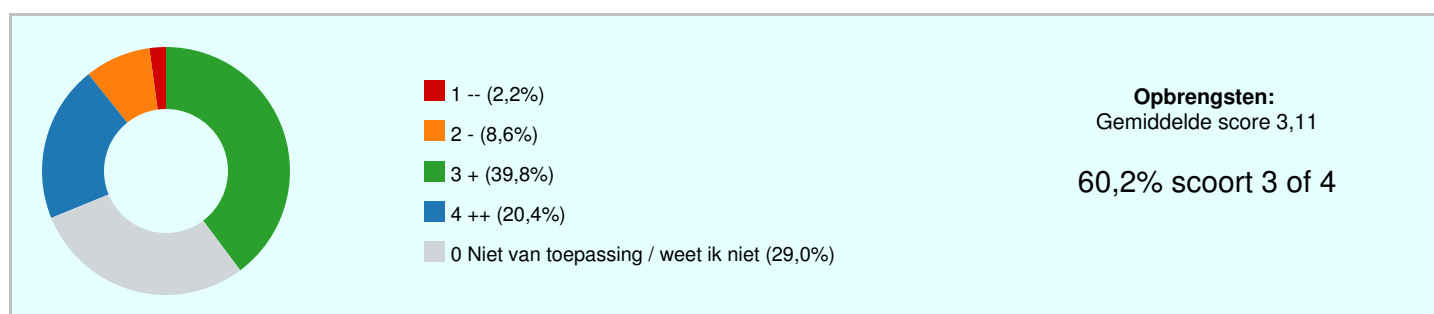 1 -- (2,2%)
2 - (8,6%)
3 + (39,8%)
4 ++ (20,4%)
0 Niet van toepassing / weet ik niet (29,0%)
Opbrengsten:
Gemiddelde score 3,11
60,2% scoort 3 of 4